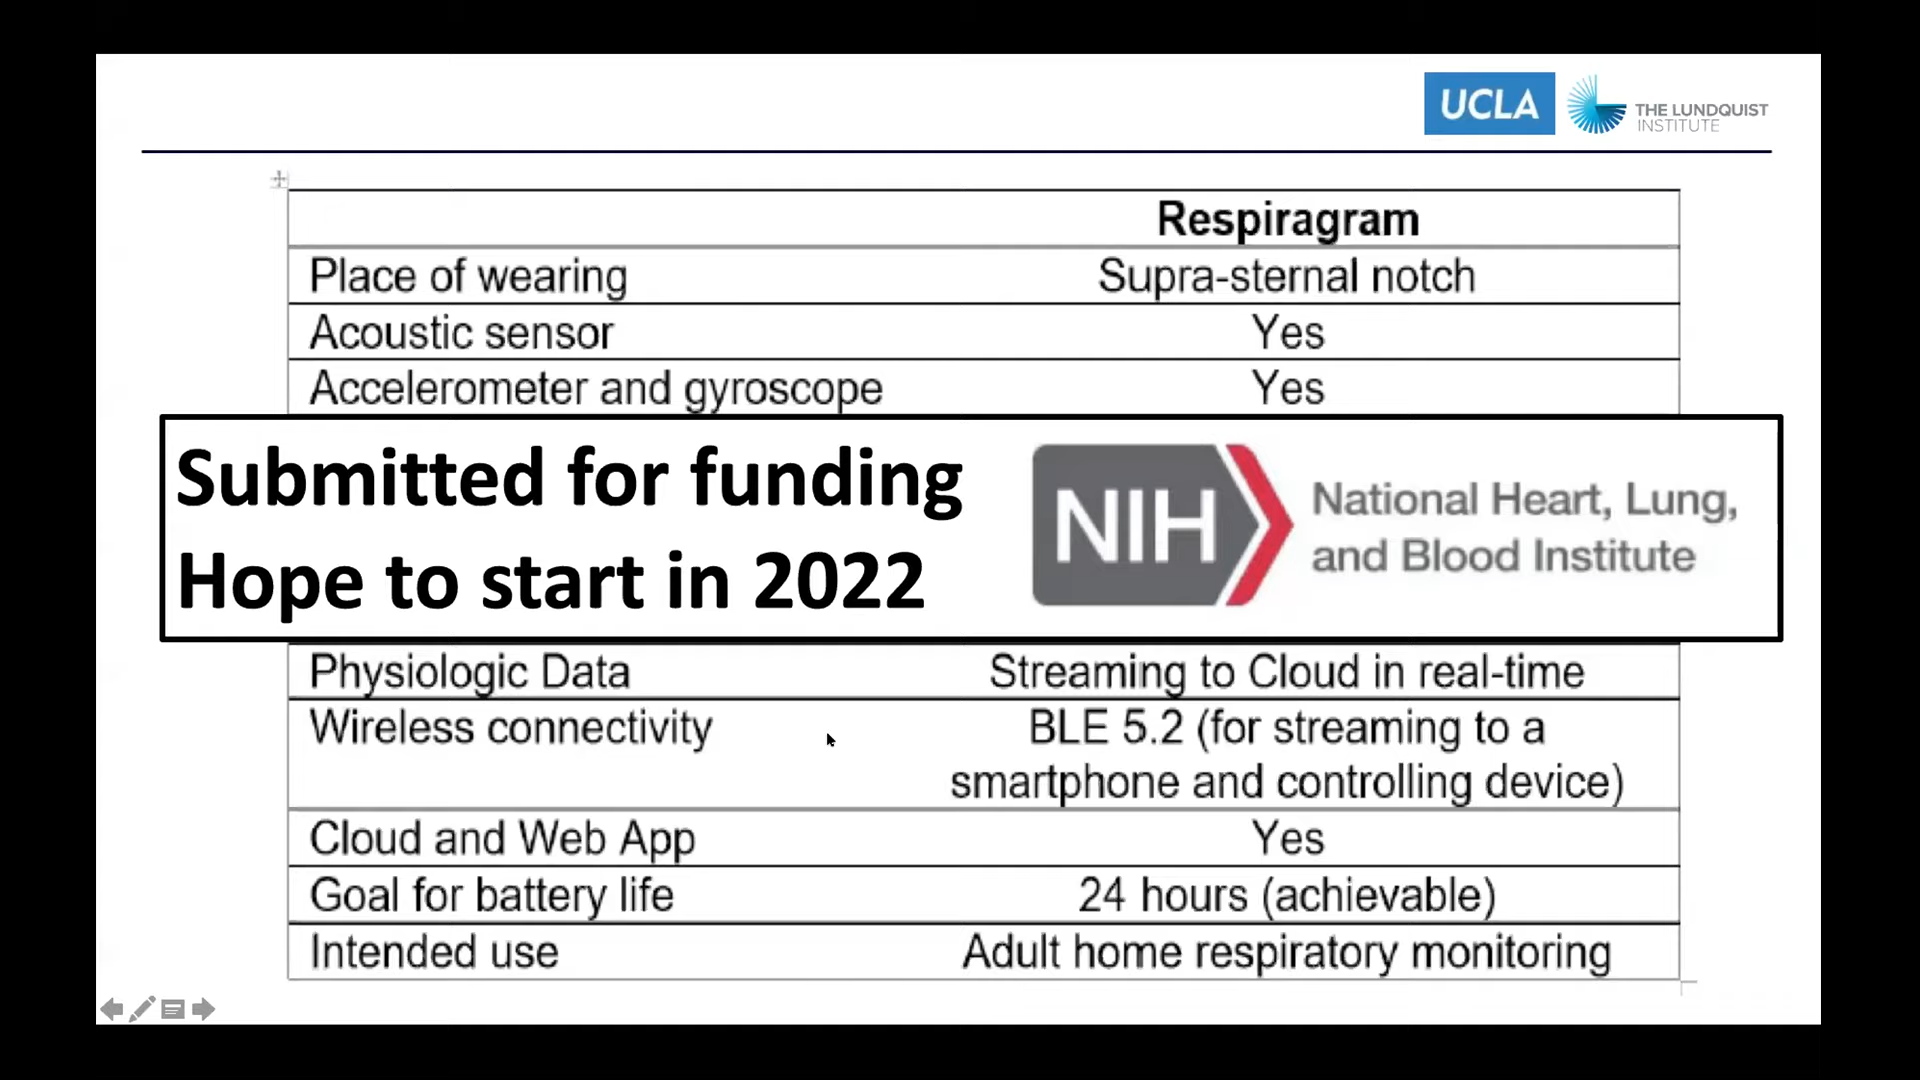 UCLA
THE LUNDQUIST
INSTITUTE
Respiragram
Place of wearing Supra-sternal notch
Acoustic sensor Yes
Accelerometer and gyroscope Yes
Submitted for funding
Hope to start in 2022
NIH
National Heart, Lung,
and Blood Institute
Physiologic Data Streaming to Cloud in real-time
Wireless connectivity BLE 5.2 (for streaming to a
smartphone and controlling device)
Cloud and Web App Yes
Goal for battery life 24 hours (achievable)
Intended use Adult home respiratory monitoring